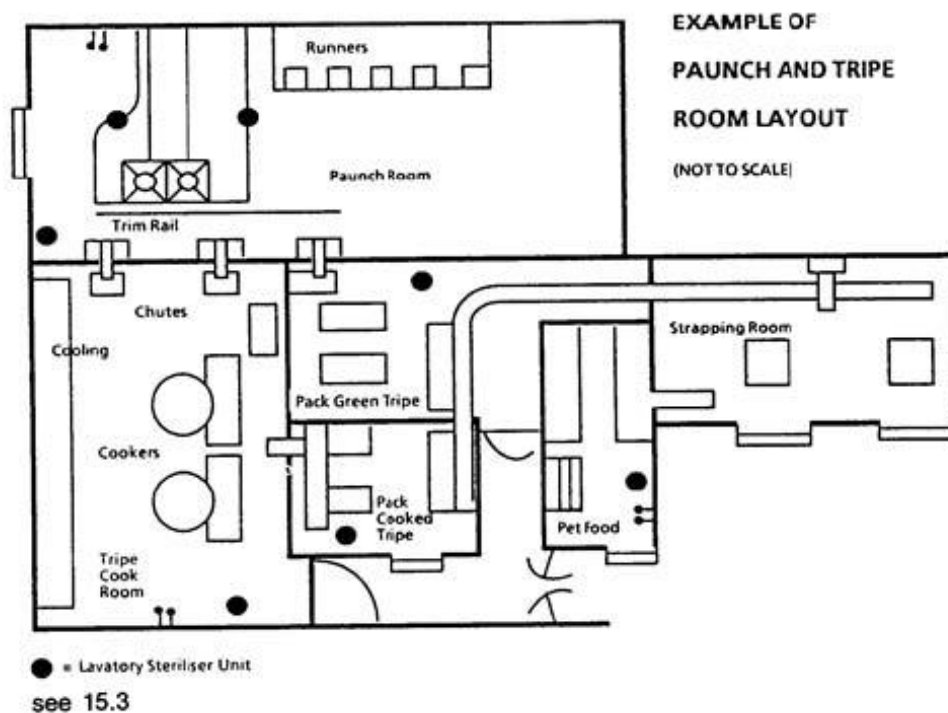 EXAMPLE OF
PAUNCH AND TRIPE
ROOM LAYOUT
(NOT TO SCALE)
Runners
Paunch Room
Trim Rail
Chutes
Cooling
Strapping Room
Pack Green Tripe
Cookers
Pack
Cooked
Tripe
Pet Food
Tripe
Cook
Room
= Lavatory Steriliser Unit
see 15.3